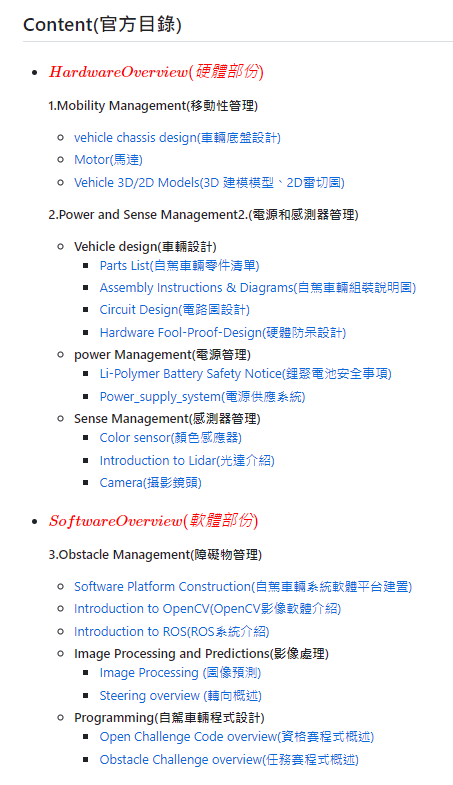 Content(官方目錄)
HardwareOverview(硬體部份)
1.Mobility Management(移動性管理)
vehicle chassis design(車輛底盤設計)
Motor(馬達)
Vehicle 3D/2D Models(3D 建模模型、2D雷切圖)
2.Power and Sense Management2.(電源和感測器管理)
Vehicle design(車輛設計)
Parts List(自駕車輛零件清單)
Assembly Instructions & Diagrams(自駕車輛組裝說明圖)
Circuit Design(電路圖設計)
Hardware Fool-Proof-Design(硬體防呆設計)
power Management(電源管理)
Li-Polymer Battery Safety Notice(鋰聚電池安全事項)
Power_supply_system(電源供應系統)
Sense Management(感測器管理)
Color sensor(顏色感應器)
Introduction to Lidar(光達介紹)
Camera(攝影鏡頭)
SoftwareOverview(軟體部份)
3.Obstacle Management(障礙物管理)
Software Platform Construction(自駕車輛系統軟體平台建置)
Introduction to OpenCV(OpenCV影像軟體介紹)
Introduction to ROS(ROS系統介紹)
Image Processing and Predictions(影像處理)
Image Processing (圖像預測)
Steering overview (轉向概述)
Programming(自駕車輛程式設計)
Open Challenge Code overview(資格賽程式概述)
Obstacle Challenge overview(任務賽程式概述)